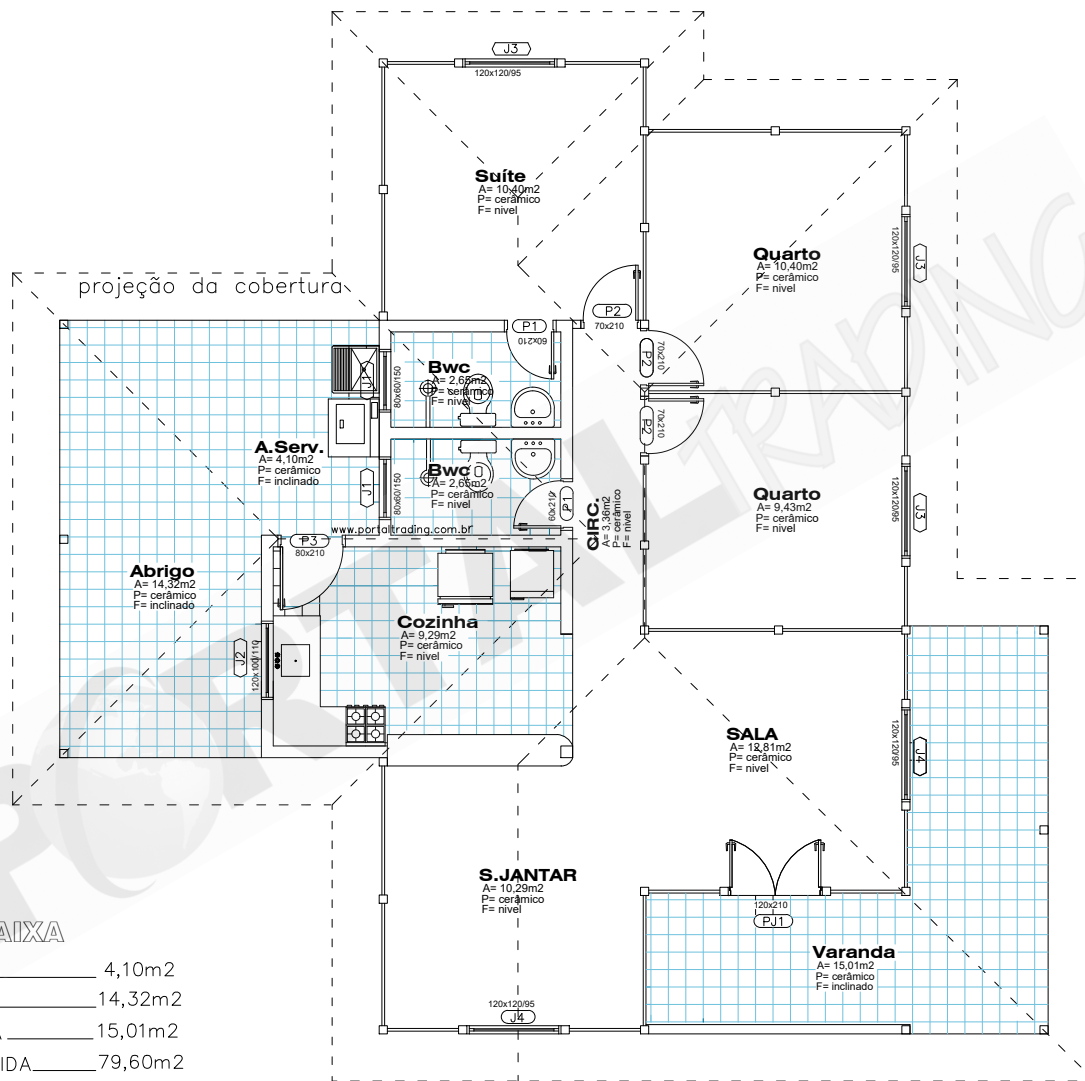 J3
120x120/95
Suíte
A= 10,40m2
P= cerâmico
F= nivel
Quarto
A= 10,40m2
P= cerâmico
F= nivel
120x120/95
J3
projeção da cobertura
P2
70x210
P1
60x210
P2
70x210
Bwc
A= 2,65m2
P= cerâmico
F= nivel
J1
80x60/150
P2
70x210
A.Serv.
A= 4,10m2
P= cerâmico
F= inclinado
Bwc
A= 2,65m2
P= cerâmico
F= nivel
J1
80x60/150
P1
60x210
CIRC.
A= 3,36m2
P= cerâmico
F= nivel
Quarto
A= 9,43m2
P= cerâmico
F= nivel
120x120/95
J3
www.portaltrading.com.br
P3
80x210
Abrigo
A= 14,32m2
P= cerâmico
F= inclinado
Cozinha
A= 9,29m2
P= cerâmico
F= nivel
J2
120x100/110
SALA
A= 12,81m2
P= cerâmico
F= nivel
120x120/95
J4
S.JANTAR
A= 10,29m2
P= cerâmico
F= nivel
120x210
PJ1
Varanda
A= 15,01m2
P= cerâmico
F= inclinado
120x120/95
J4
AIXA
4,10m2
14,32m2
A 15,01m2
IDA 79,60m2
PORTAL TRADING